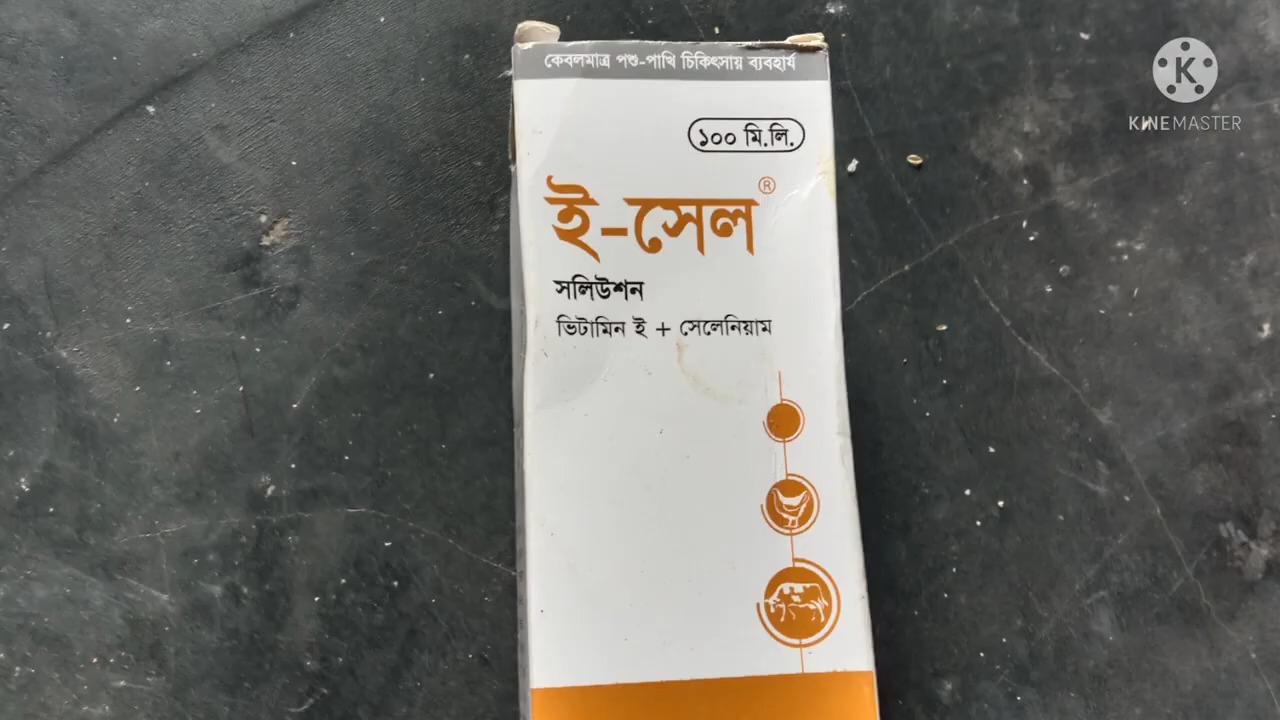 কেবলমাত্র পশু-পাখি চিকিৎসায় ব্যবহার্য
১০০ মি.লি.
ই-সেল®
সলিউশন
ভিটামিন ই + সেলেনিয়াম
K
KINEMASTER